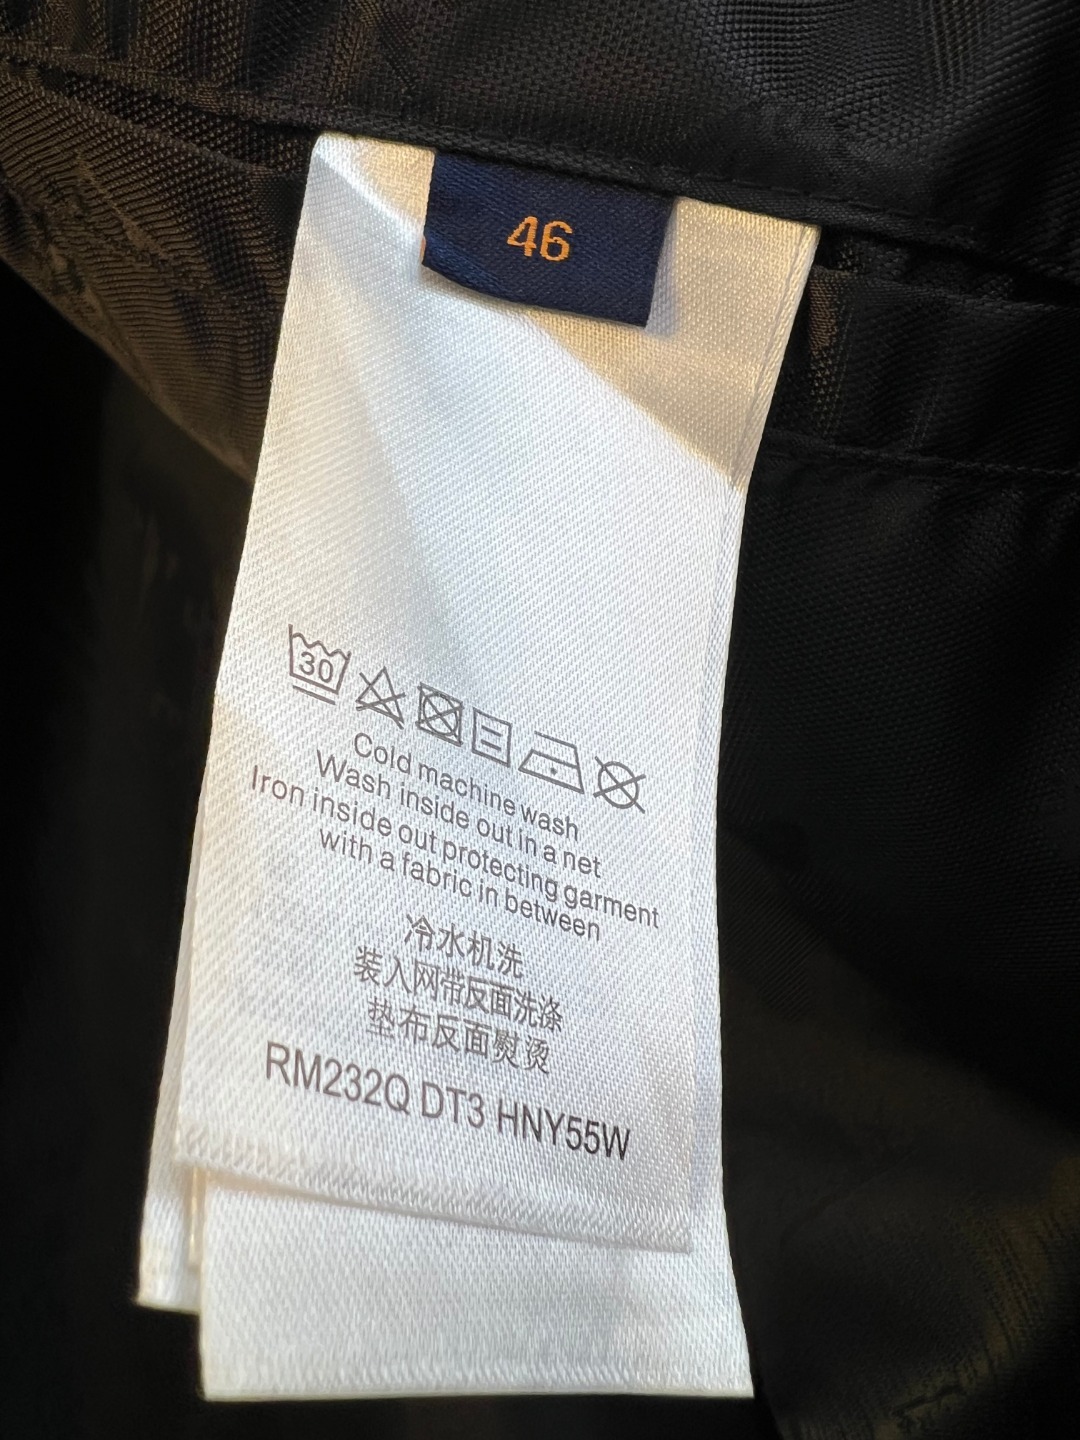 46
30
Cold machine wash
Wash inside out in a net
Iron inside out protecting garment
with a fabric in between
冷水机洗
装入网带反面洗涤
垫布反面熨烫
RM232Q DT3 HNY55W